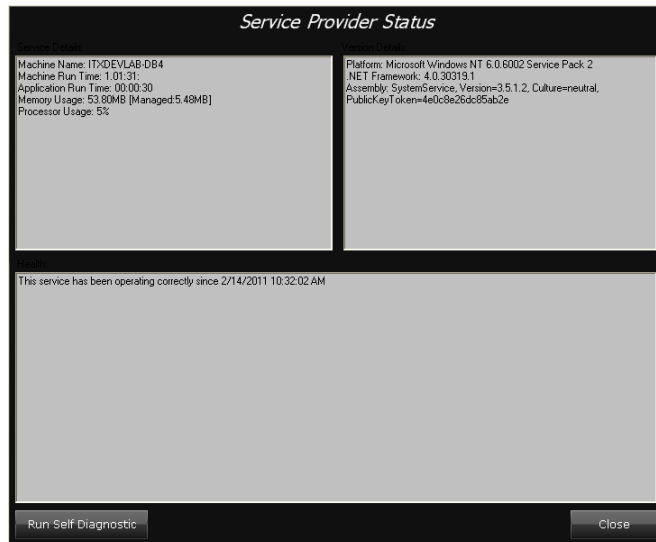 Service Provider Status
Service Details:
Machine Name: ITXDEVLAB-DB4
Machine Run Time: 1.01:31:
Application Run Time: 00:00:30
Memory Usage: 53.80MB [Managed:5.48MB]
Processor Usage: 5%
Version Details:
Platform: Microsoft Windows NT 6.0.6002 Service Pack 2
.NET Framework: 4.0.30319.1
Assembly: SystemService, Version=3.5.1.2, Culture=neutral,
PublicKeyToken=4e0c8e26dc85ab2e
Health:
This service has been operating correctly since 2/14/2011 10:32:02 AM
Run Self Diagnostic
Close